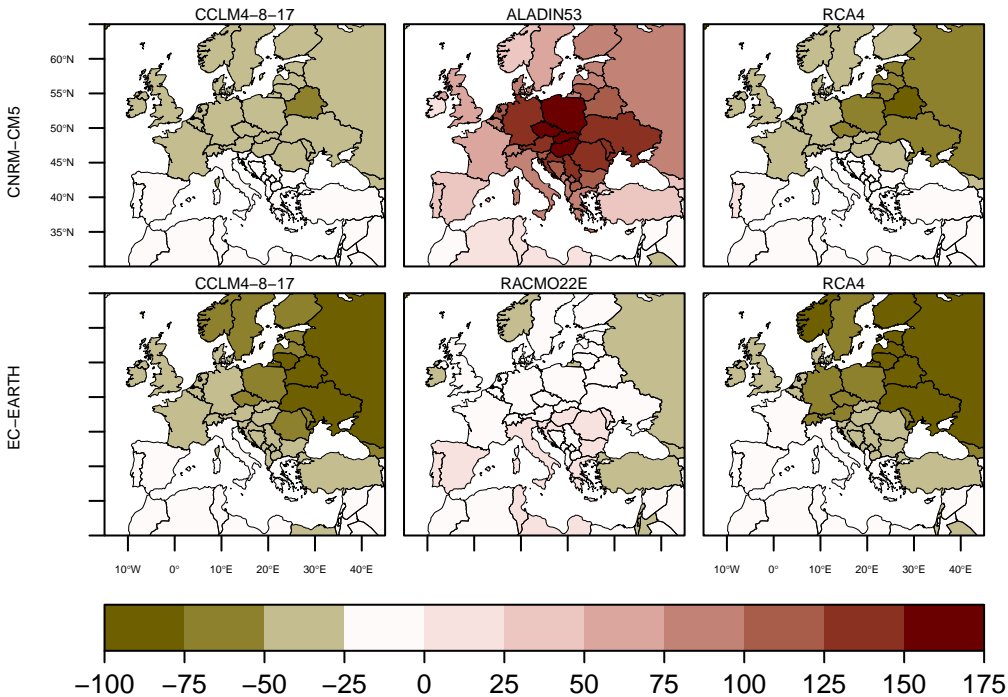 CCLM4−8−17 ALADIN53 RCA4
CNRM−CM5
60°N
55°N
50°N
45°N
40°N
35°N
CCLM4−8−17 RACMO22E RCA4
EC−EARTH
10°W 0° 10°E 20°E 30°E 40°E 10°W 0° 10°E 20°E 30°E 40°E
−100 −75 −50 −25 0 25 50 75 100 125 150 175